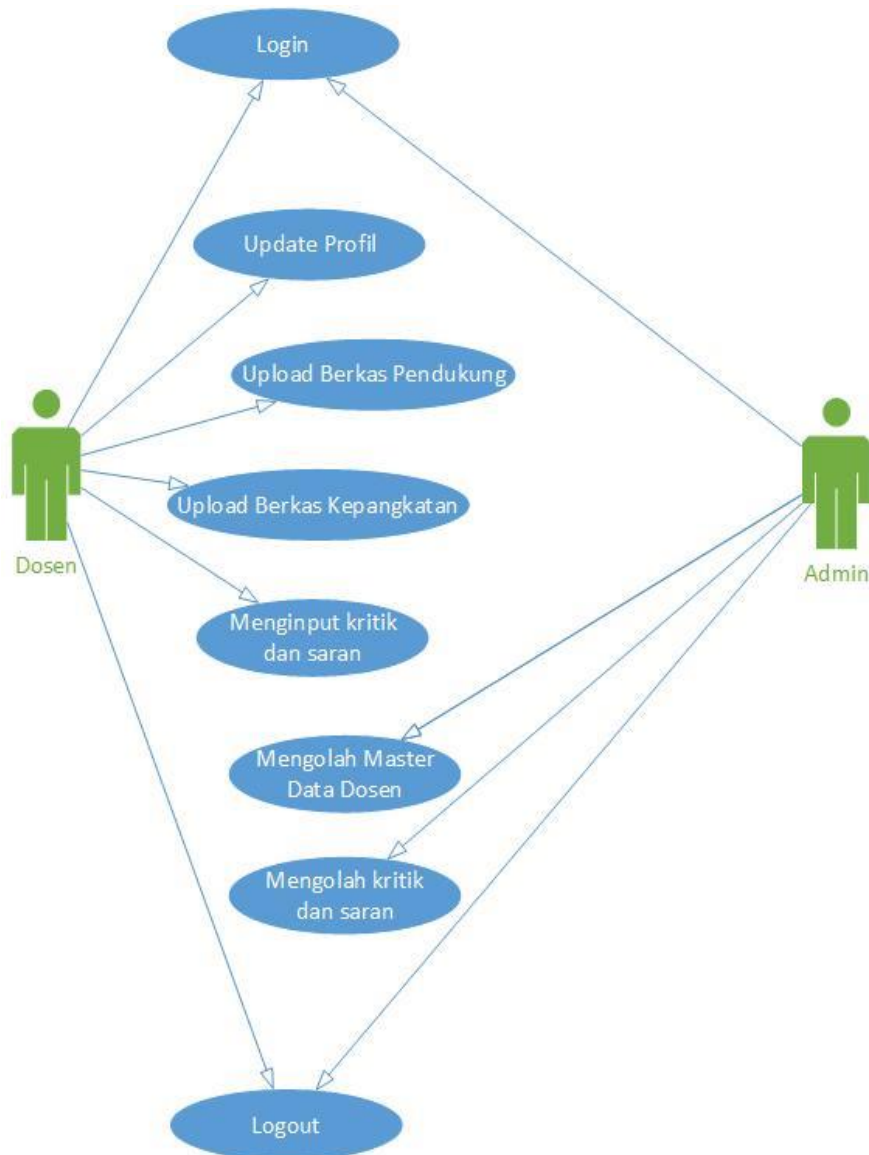 Login
Update Profil
Upload Berkas Pendukung
Upload Berkas Kepangkatan
Dosen
Admin
Menginput kritik
dan saran
Mengolah Master
Data Dosen
Mengolah kritik
dan saran
Logout